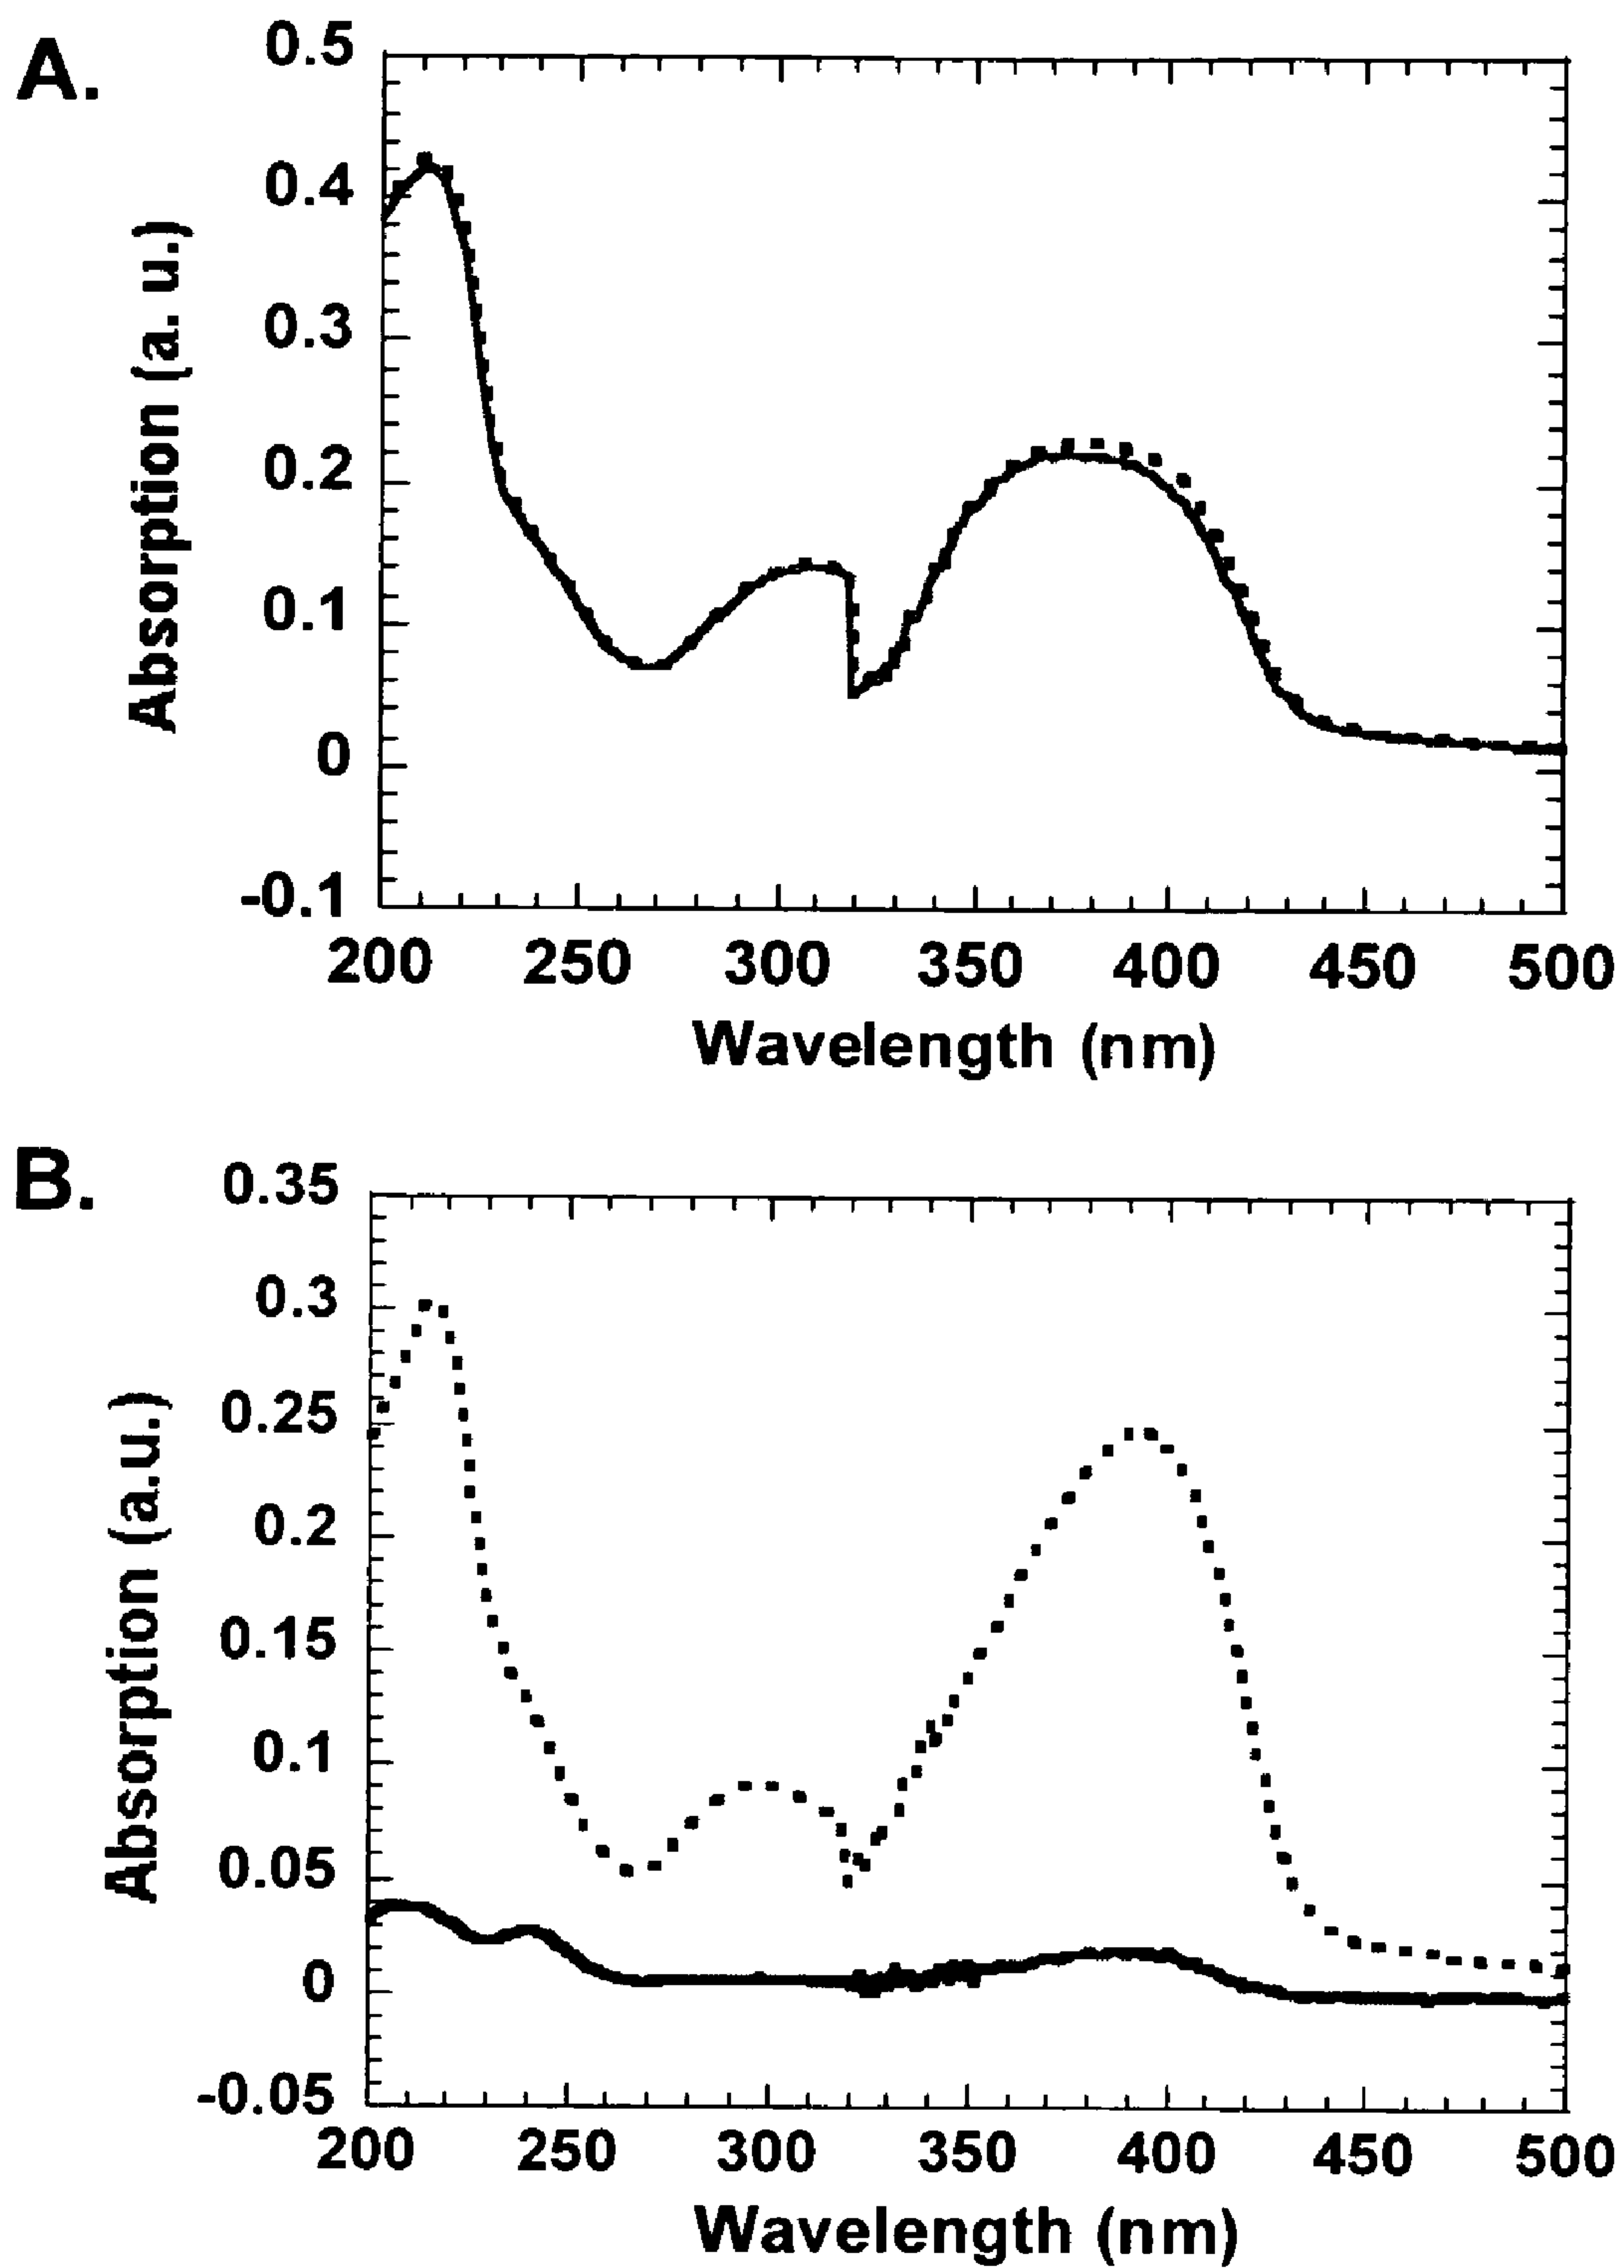 A.
0.5
0.4
0.3
0.2
0.1
0
-0.1
Absorption (a. u.)
200 250 300 350 400 450 500
Wavelength (nm)
B.
0.35
0.3
0.25
0.2
0.15
0.1
0.05
0
-0.05
Absorption (a.u.)
200 250 300 350 400 450 500
Wavelength (nm)